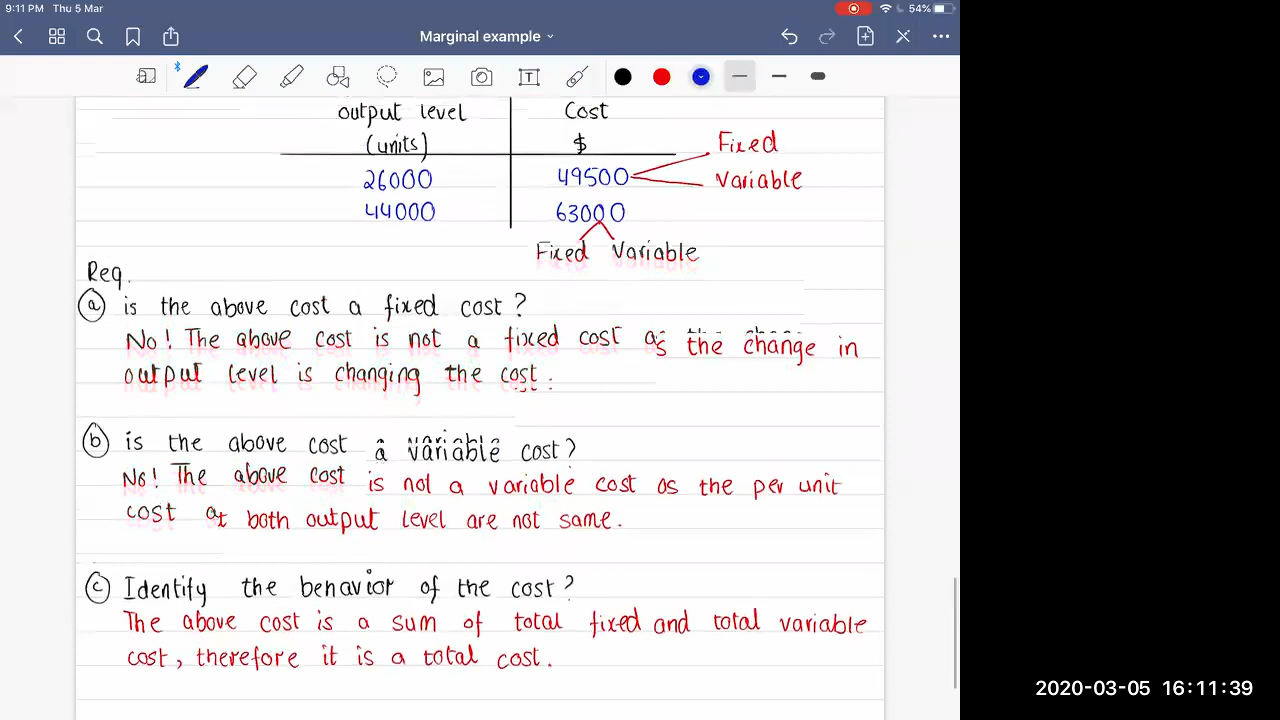 9:11 PM Thu 5 Mar
54%
Marginal example
output level
Cost
(units)
$
Fixed
26000
49500
Variable
44000
63000
Fixed Variable
Req.
(a) is the above cost a fixed cost?
No! The above cost is not a fixed cost as the change in
output level is changing the cost.
(b) is the above cost a variable cost?
No! The above cost is not a variable cost as the per unit
cost at both output level are not same.
(c) Identify the behavior of the cost?
The above cost is a sum of total fixed and total variable
cost, therefore it is a total cost.
2020-03-05 16:11:39